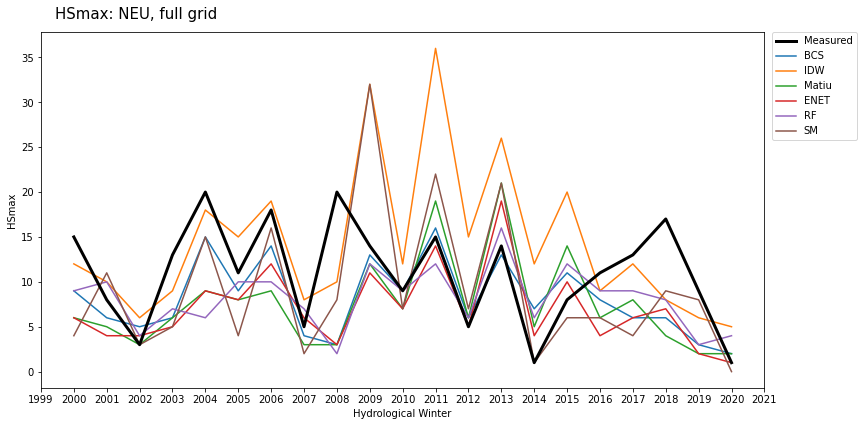 HSmax: NEU, full grid
35
30
25
20
15
10
5
0
HSmax
1999 2000 2001 2002 2003 2004 2005 2006 2007 2008 2009 2010 2011 2012 2013 2014 2015 2016 2017 2018 2019 2020 2021
Hydrological Winter
Measured
BCS
IDW
Matiu
ENET
RF
SM